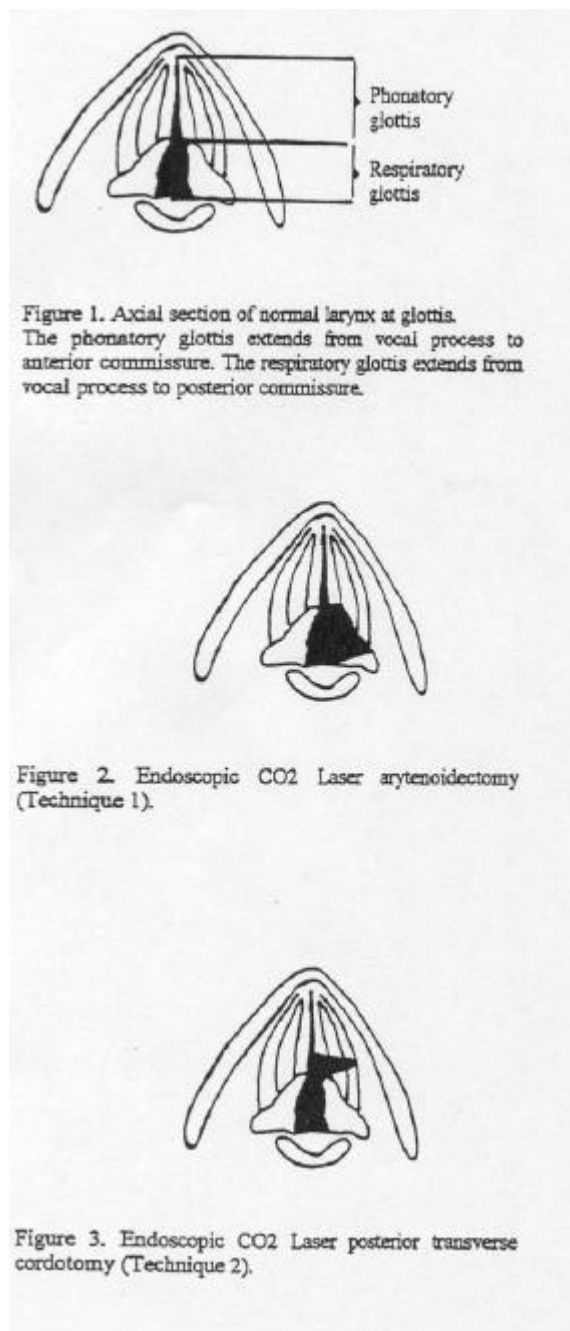 Phonatory
glottis
Respiratory
glottis
Figure 1. Axial section of normal larynx at glottis.
The phonatory glottis extends from vocal process to
anterior commissure. The respiratory glottis extends from
vocal process to posterior commissure.
Figure 2. Endoscopic CO2 Laser arytenoidectomy
(Technique 1).
Figure 3. Endoscopic CO2 Laser posterior transverse
cordotomy (Technique 2).